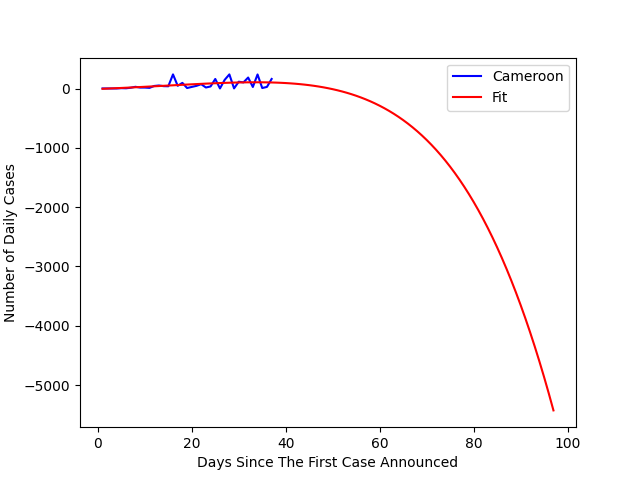 Cameroon
Fit
0
−1000
−2000
−3000
−4000
−5000
Number of Daily Cases
0 20 40 60 80 100
Days Since The First Case Announced